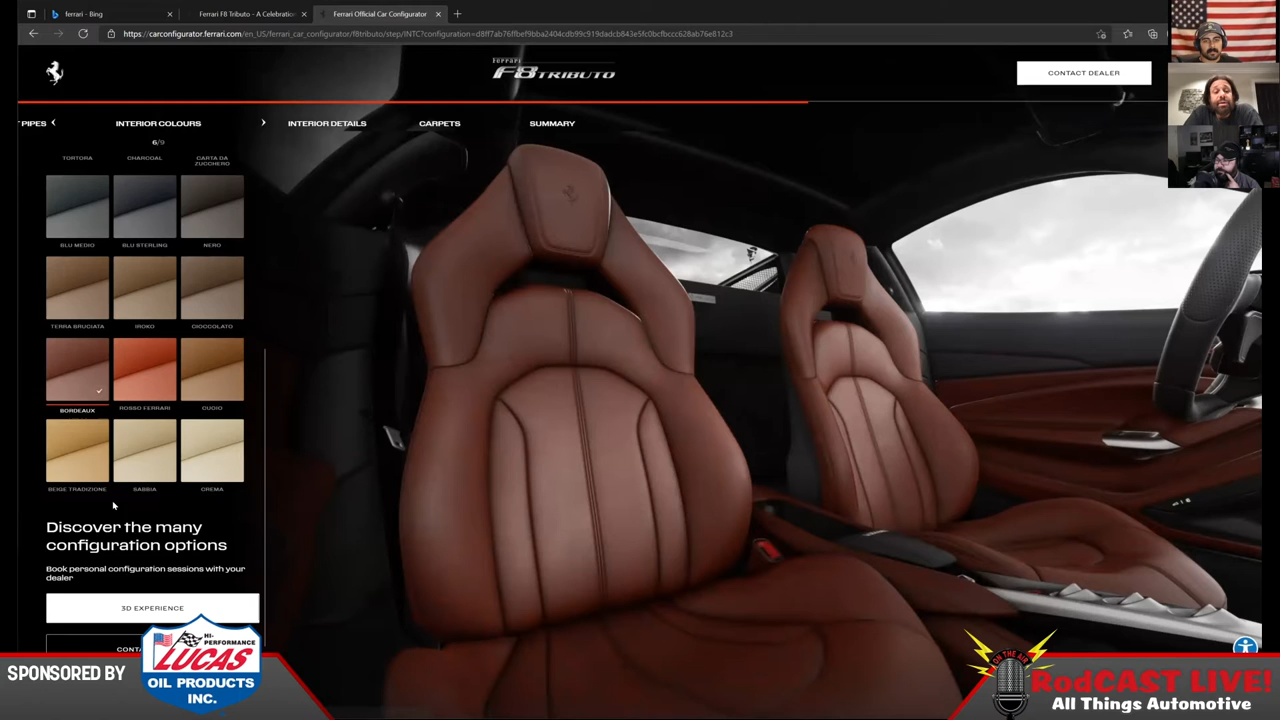 ferrari - Bing
Ferrari F8 Tributo - A Celebration
Ferrari Official Car Configurator
https://carconfigurator.ferrari.com/en_US/ferrari_car_configurator/f8tributo/step/INTC?configuration=
Ferrari
F8TRIBUTO
CONTACT DEALER
PIPES
INTERIOR COLOURS
INTERIOR DETAILS
CARPETS
SUMMARY
6/9
TORTORA
CHARCOAL
CARTA DA
ZUCCHERO
BLU MEDIO
BLU STERLING
NERO
TERRA BRUCIATA
IROKO
CIOCCOLATO
BORDEAUX
ROSSO FERRARI
CUOIO
BEIGE TRADIZIONE
SABBIA
CREMA
Discover the many
configuration options
Book personal configuration sessions with your
dealer
3D EXPERIENCE
CONTA
SPONSORED BY
HI-
PERFORMANCE
LUCAS
OIL PRODUCTS
INC.
ON THE AIR
RodCAST LIVE!
All Things Automotive